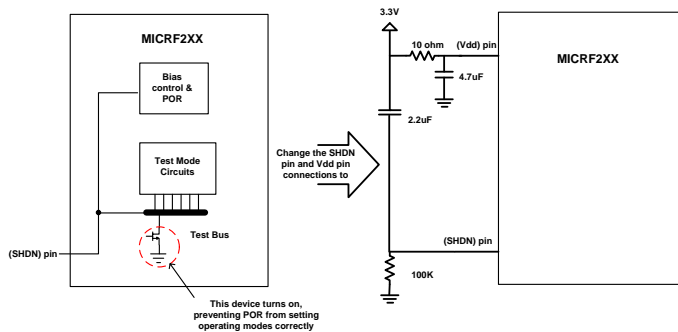 MICRF2XX
Bias
control &
POR
Test Mode
Circuits
Test Bus
(SHDN) pin
This device turns on,
preventing POR from setting
operating modes correctly
Change the SHDN
pin and Vdd pin
connections to
3.3V
10 ohm
(Vdd) pin
4.7uF
2.2uF
MICRF2XX
(SHDN) pin
100K